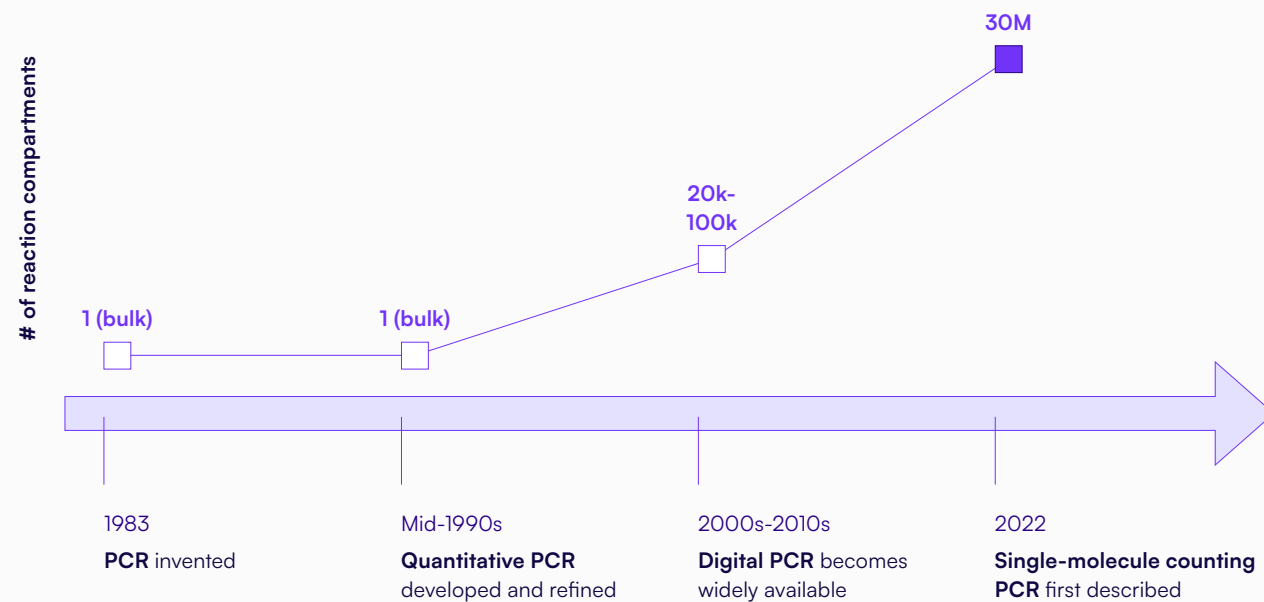 # of reaction compartments
30M
20k-
100k
1 (bulk)
1 (bulk)
1983
PCR invented
Mid-1990s
Quantitative PCR
developed and refined
2000s-2010s
Digital PCR becomes
widely available
2022
Single-molecule counting
PCR first described